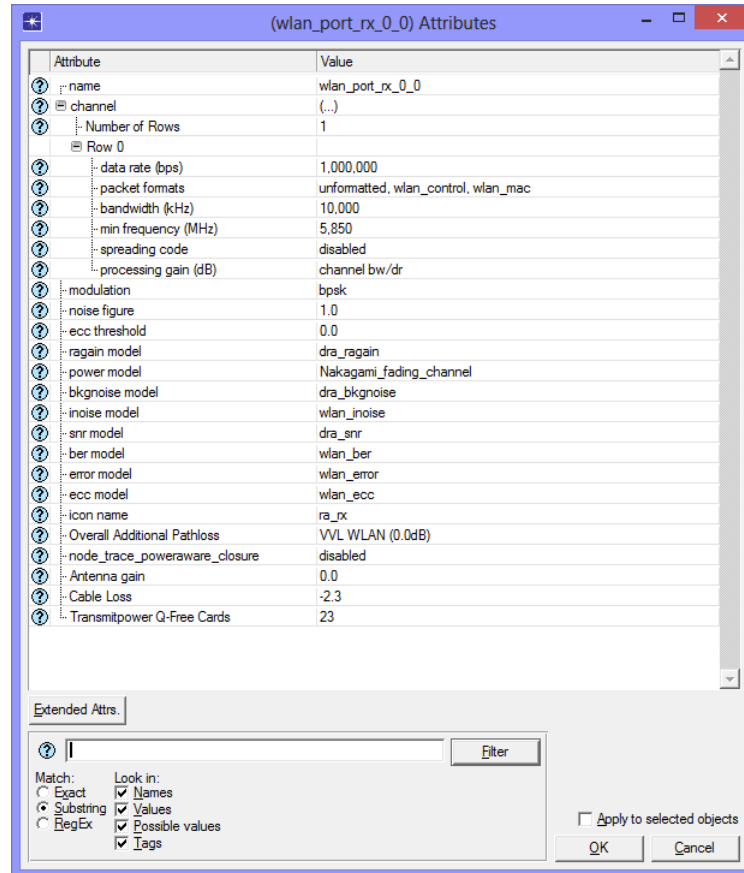 (wlan_port_rx_0_0) Attributes
Attribute Value
name wlan_port_rx_0_0
channel (...)
Number of Rows 1
Row 0
data rate (bps) 1,000,000
packet formats unformatted, wlan_control, wlan_mac
bandwidth (kHz) 10,000
min frequency (MHz) 5,850
spreading code disabled
processing gain (dB) channel bw/dr
modulation bpsk
noise figure 1.0
ecc threshold 0.0
ragain model dra_ragain
power model Nakagami_fading_channel
bkgnoise model dra_bkgnoise
inoise model wlan_inoise
snr model dra_snr
ber model wlan_ber
error model wlan_error
ecc model wlan_ecc
icon name ra_rx
Overall Additional Pathloss VVL WLAN (0.0dB)
node_trace_poweraware_closure disabled
Antenna gain 0.0
Cable Loss -2.3
Transmitpower Q-Free Cards 23
Extended Attrs.
Filter
Match: Look in:
Exact Names
Substring Values
RegEx Possible values
Tags
Apply to selected objects
OK Cancel